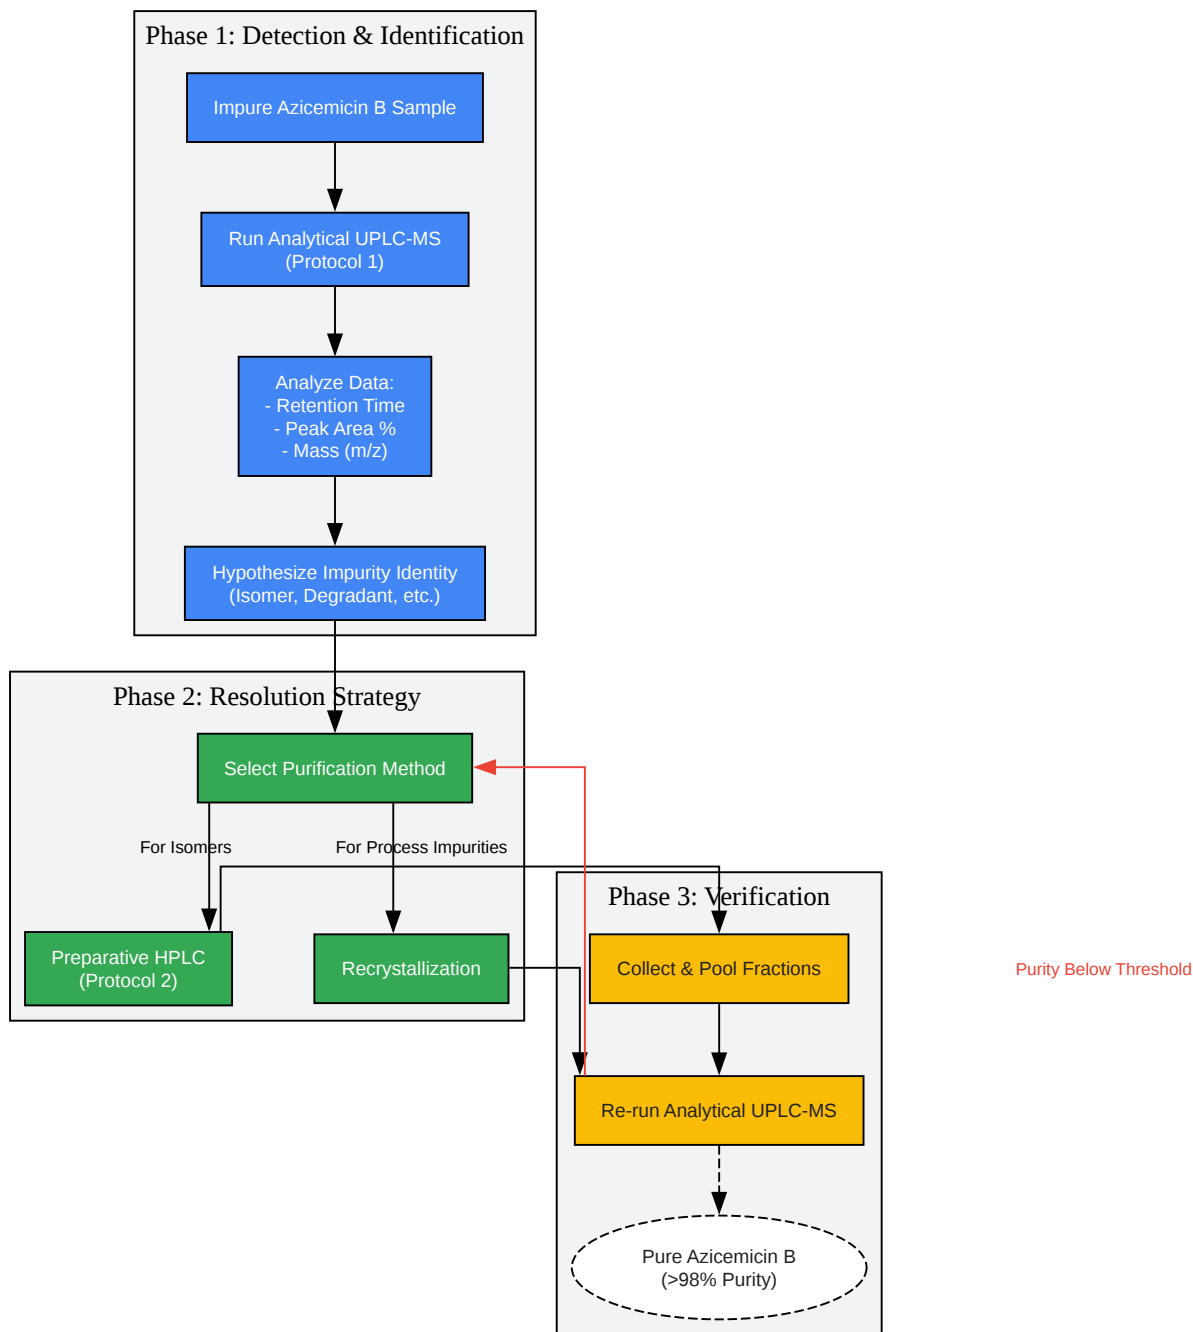 Phase 1: Detection & Identification
Impure Azicemicin B Sample
Run Analytical UPLC-MS
(Protocol 1)
Analyze Data:
- Retention Time
- Peak Area %
- Mass (m/z)
Hypothesize Impurity Identity
(Isomer, Degradant, etc.)
Phase 2: Resolution Strategy
Select Purification Method
For Isomers
For Process Impurities
Preparative HPLC
(Protocol 2)
Recrystallization
Phase 3: Verification
Collect & Pool Fractions
Purity Below Threshold
Re-run Analytical UPLC-MS
Pure Azicemicin B
(>98% Purity)